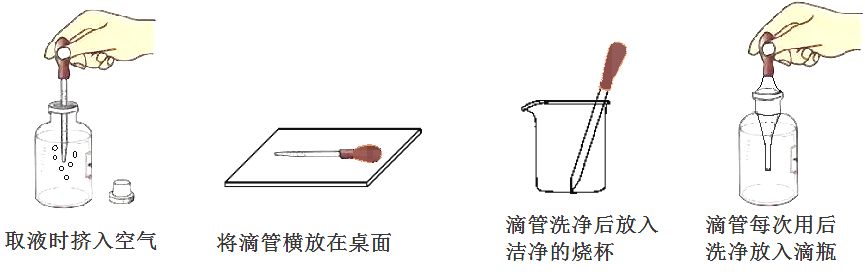 取液时挤入空气
将滴管横放在桌面
滴管洗净后放入
洁净的烧杯
滴管每次用后
洗净放入滴瓶